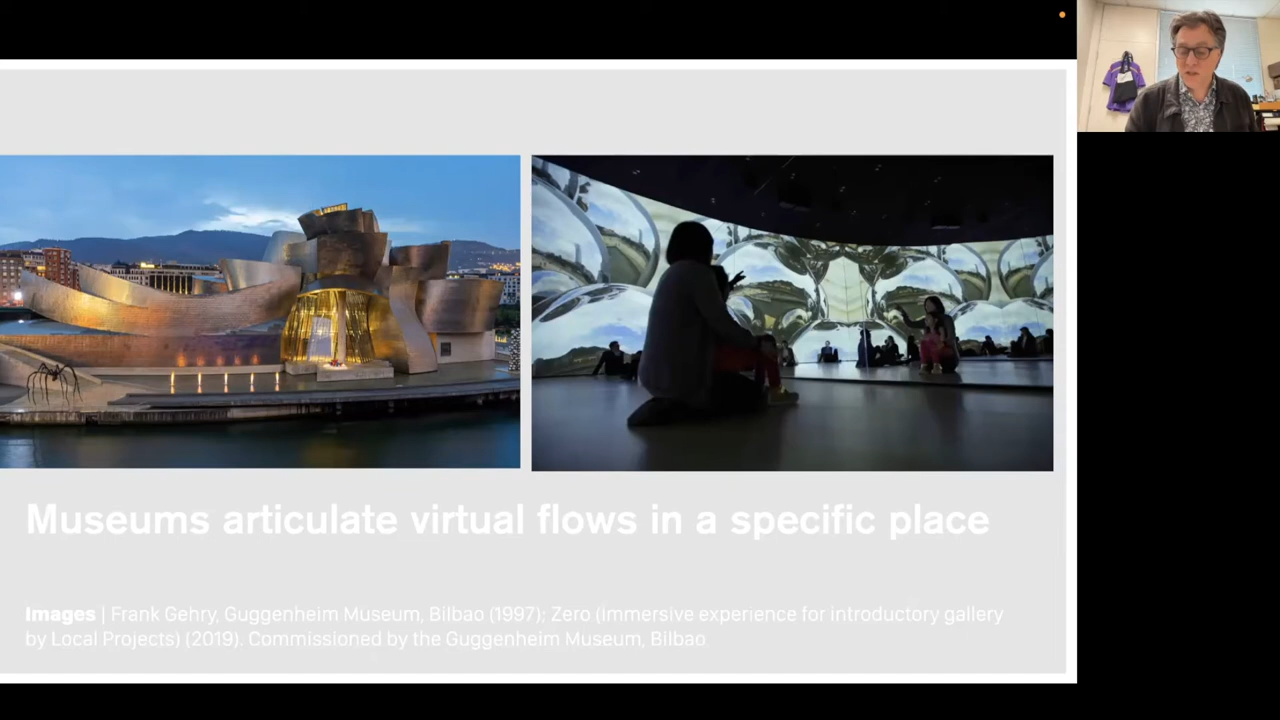 Museums articulate virtual flows in a specific place
Images | Frank Gehry, Guggenheim Museum, Bilbao (1997); Zero (immersive experience for introductory gallery
by Local Projects) (2019). Commissioned by the Guggenheim Museum, Bilbao.